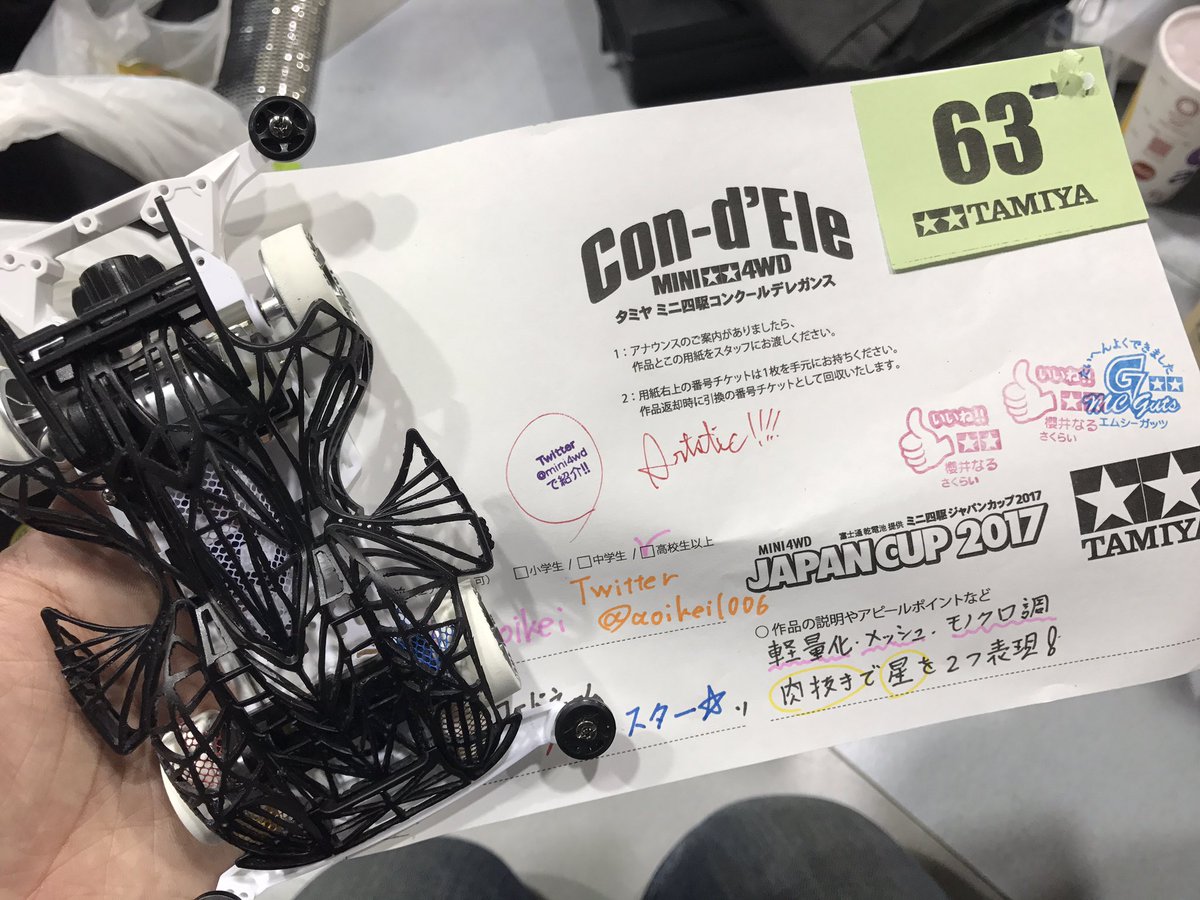 63
TAMIYA
Con-d'Ele
MINI 4WD
タミヤ ミニ四駆コンクールデレガンス
1：アナウンスのご案内がありましたら、
作品とこの用紙をスタッフにお渡しください。
2：用紙右上の番号チケットは1枚を手元にお持ちください。
作品返却時に引換の番号チケットとして回収いたします。
Twitter
@mini4wd
で紹介!!
Artstic!!!
いいね!!
櫻井なる
さくらい
いいね!!
櫻井なる
さくらい
よくできました
G
MC Guts
エムシーガッツ
TAMIYA
富士通乾電池 提供 ミニ四駆 ジャパンカップ 2017
MINI 4WD
JAPAN CUP 2017
可）
□小学生 / □中学生 / □高校生以上
oikei
Twitter
@aoikei1006
○ 作品の説明やアピールポイントなど
軽量化・メッシュ・モノクロ調
肉抜きで星を2つ表現!
スター☆